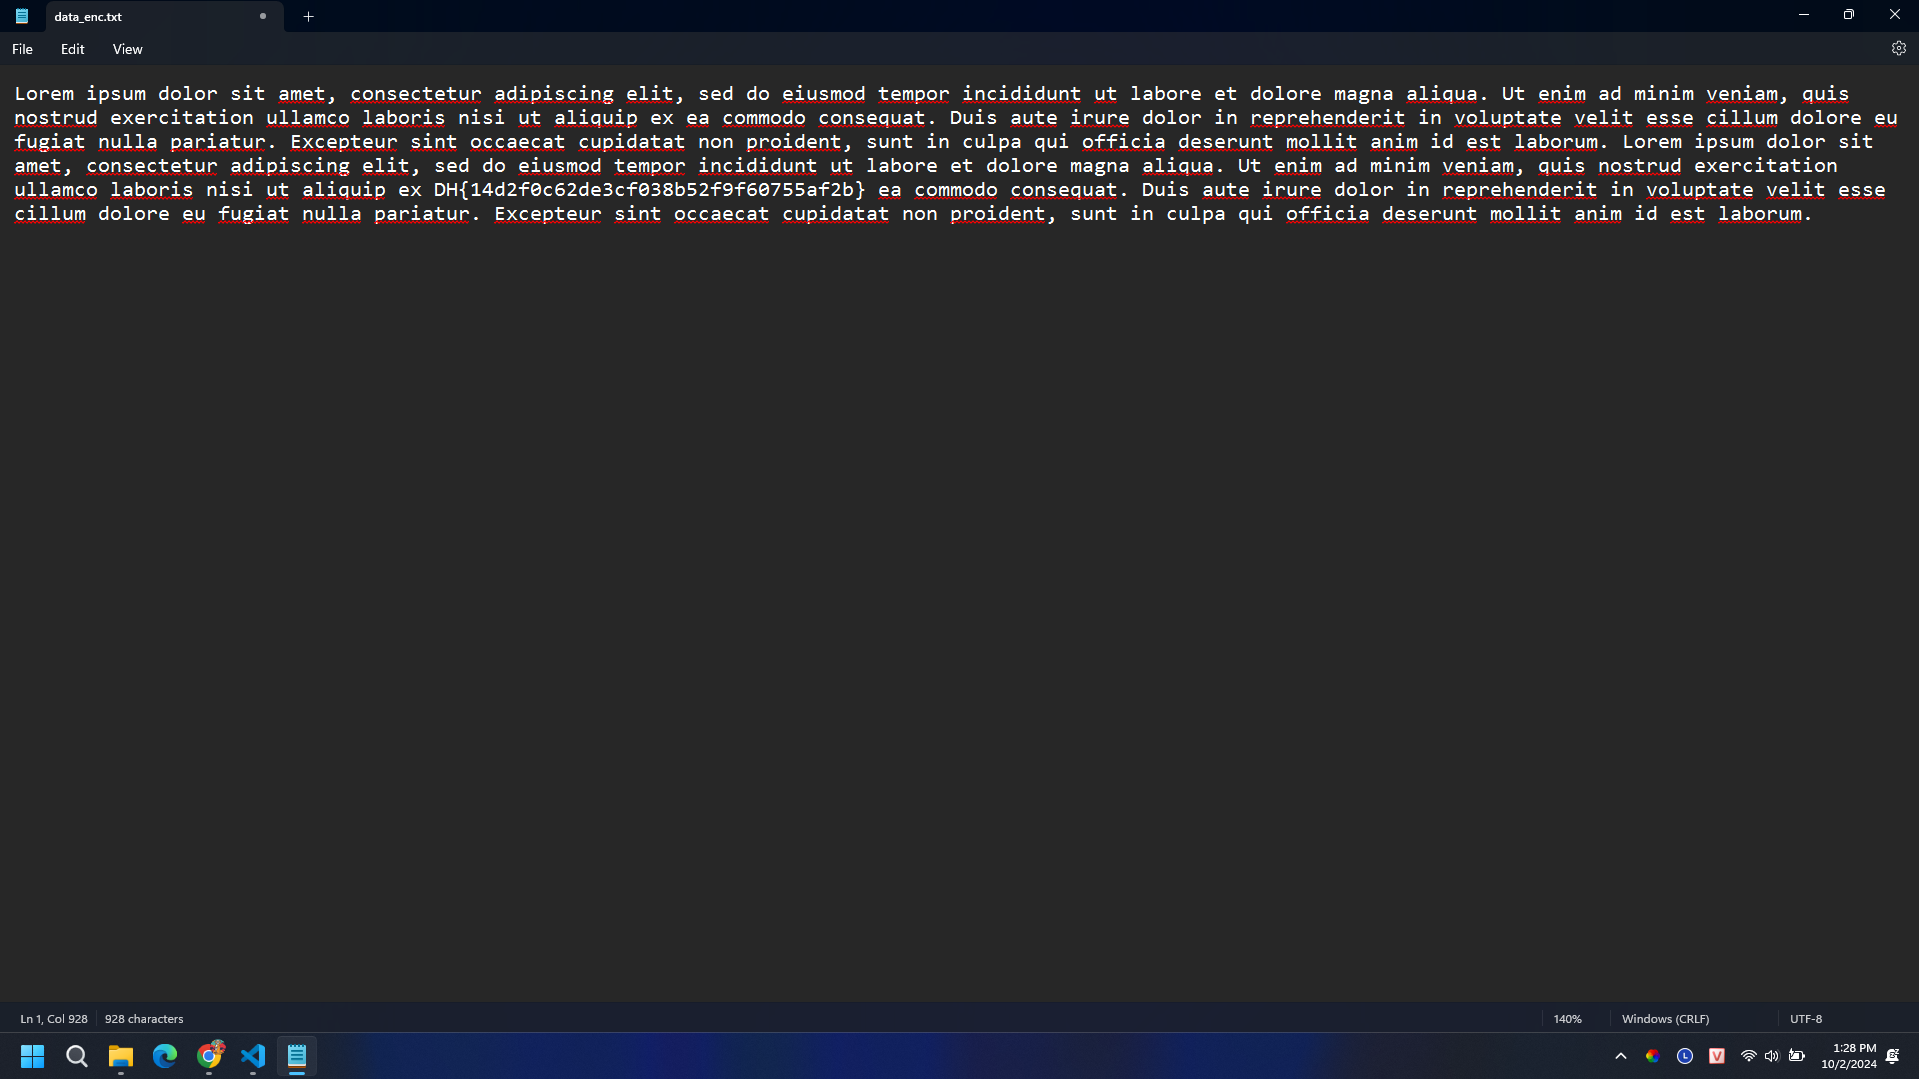 data_enc.txt
File Edit View
Lorem ipsum dolor sit amet, consectetur adipiscing elit, sed do eiusmod tempor incididunt ut labore et dolore magna aliqua. Ut enim ad minim veniam, quis
nostrud exercitation ullamco laboris nisi ut aliquip ex ea commodo consequat. Duis aute irure dolor in reprehenderit in voluptate velit esse cillum dolore eu
fugiat nulla pariatur. Excepteur sint occaecat cupidatat non proident, sunt in culpa qui officia deserunt mollit anim id est laborum. Lorem ipsum dolor sit
amet, consectetur adipiscing elit, sed do eiusmod tempor incididunt ut labore et dolore magna aliqua. Ut enim ad minim veniam, quis nostrud exercitation
ullamco laboris nisi ut aliquip ex DH{14d2f0c62de3cf038b52f9f60755af2b} ea commodo consequat. Duis aute irure dolor in reprehenderit in voluptate velit esse
cillum dolore eu fugiat nulla pariatur. Excepteur sint occaecat cupidatat non proident, sunt in culpa qui officia deserunt mollit anim id est laborum.
Ln 1, Col 928 928 characters 140% Windows (CRLF) UTF-8
L V 1:28 PM
10/2/2024